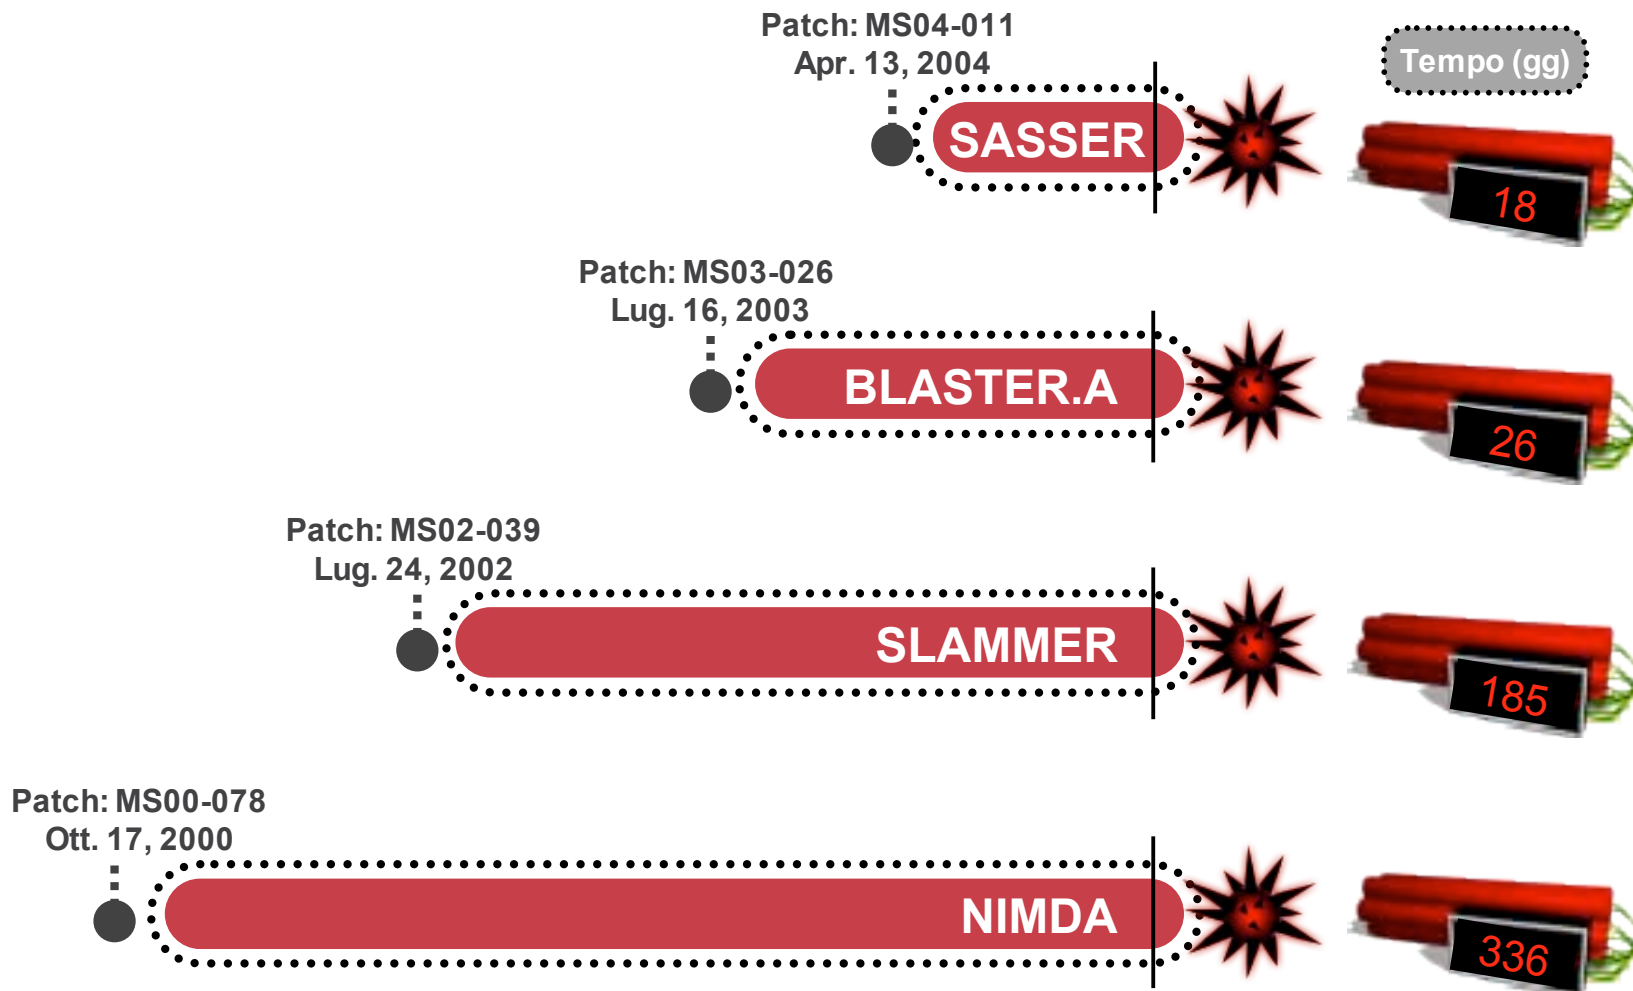 Patch: MS04-011
Apr. 13, 2004
Tempo (gg)
SASSER
18
Patch: MS03-026
Lug. 16, 2003
BLASTER.A
26
Patch: MS02-039
Lug. 24, 2002
SLAMMER
185
Patch: MS00-078
Ott. 17, 2000
NIMDA
336